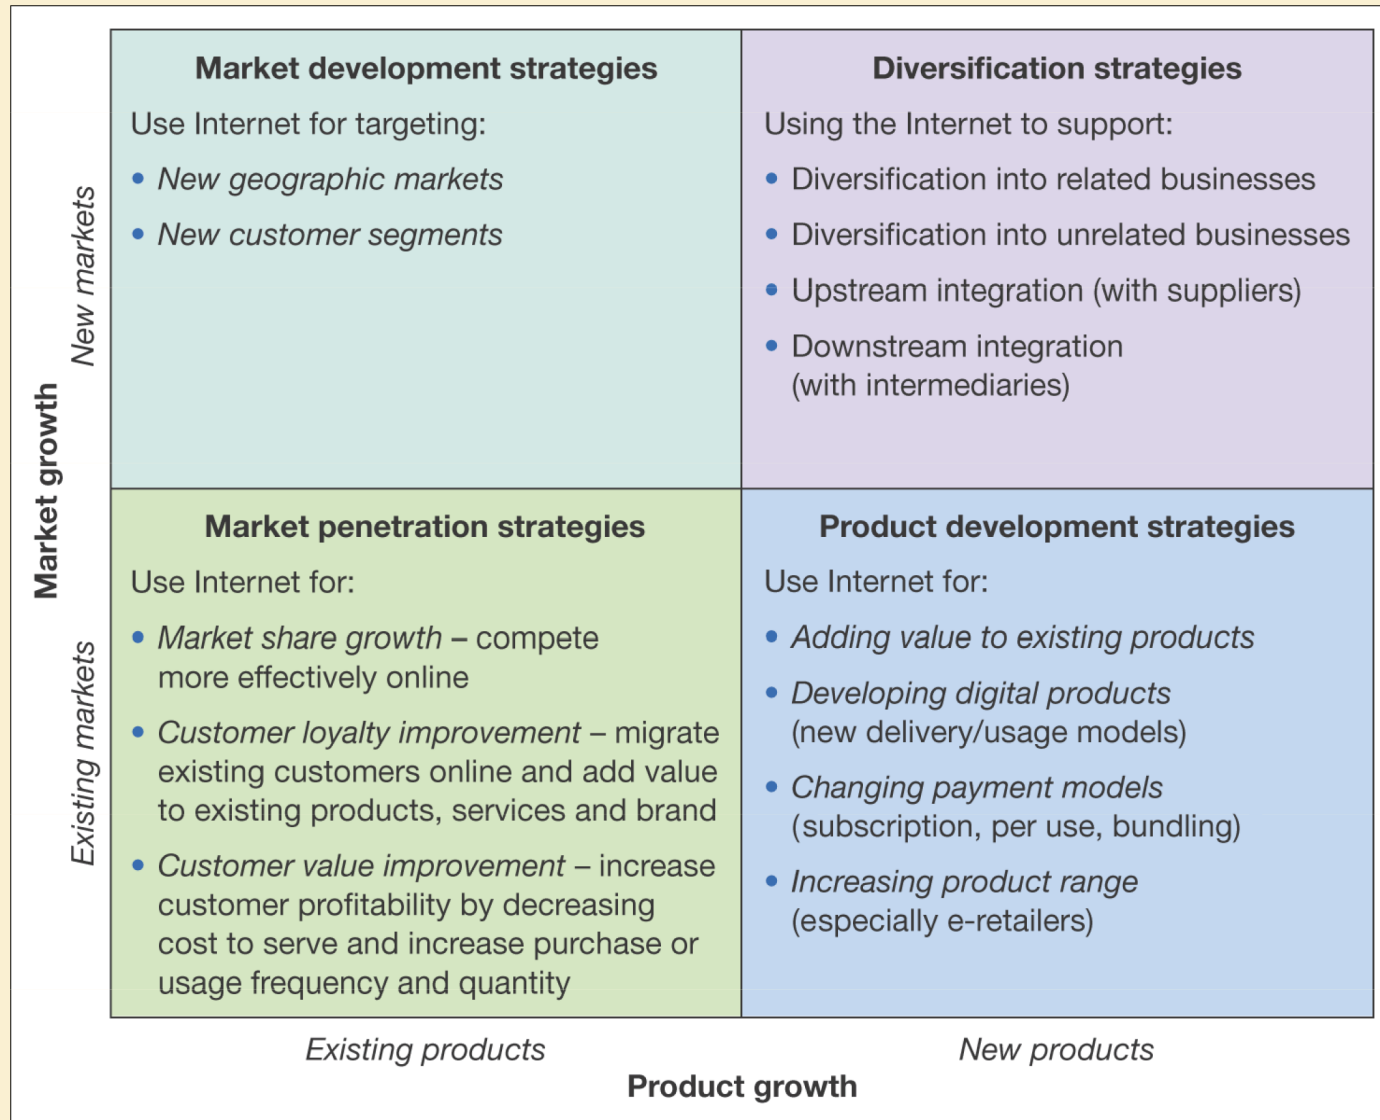 Market development strategies
Use Internet for targeting:
• New geographic markets
• New customer segments
Diversification strategies
Using the Internet to support:
• Diversification into related businesses
• Diversification into unrelated businesses
• Upstream integration (with suppliers)
• Downstream integration
(with intermediaries)
Market penetration strategies
Use Internet for:
• Market share growth – compete
more effectively online
• Customer loyalty improvement – migrate
existing customers online and add value
to existing products, services and brand
• Customer value improvement – increase
customer profitability by decreasing
cost to serve and increase purchase or
usage frequency and quantity
Product development strategies
Use Internet for:
• Adding value to existing products
• Developing digital products
(new delivery/usage models)
• Changing payment models
(subscription, per use, bundling)
• Increasing product range
(especially e-retailers)
New markets
Market growth
Existing markets
Existing products
New products
Product growth